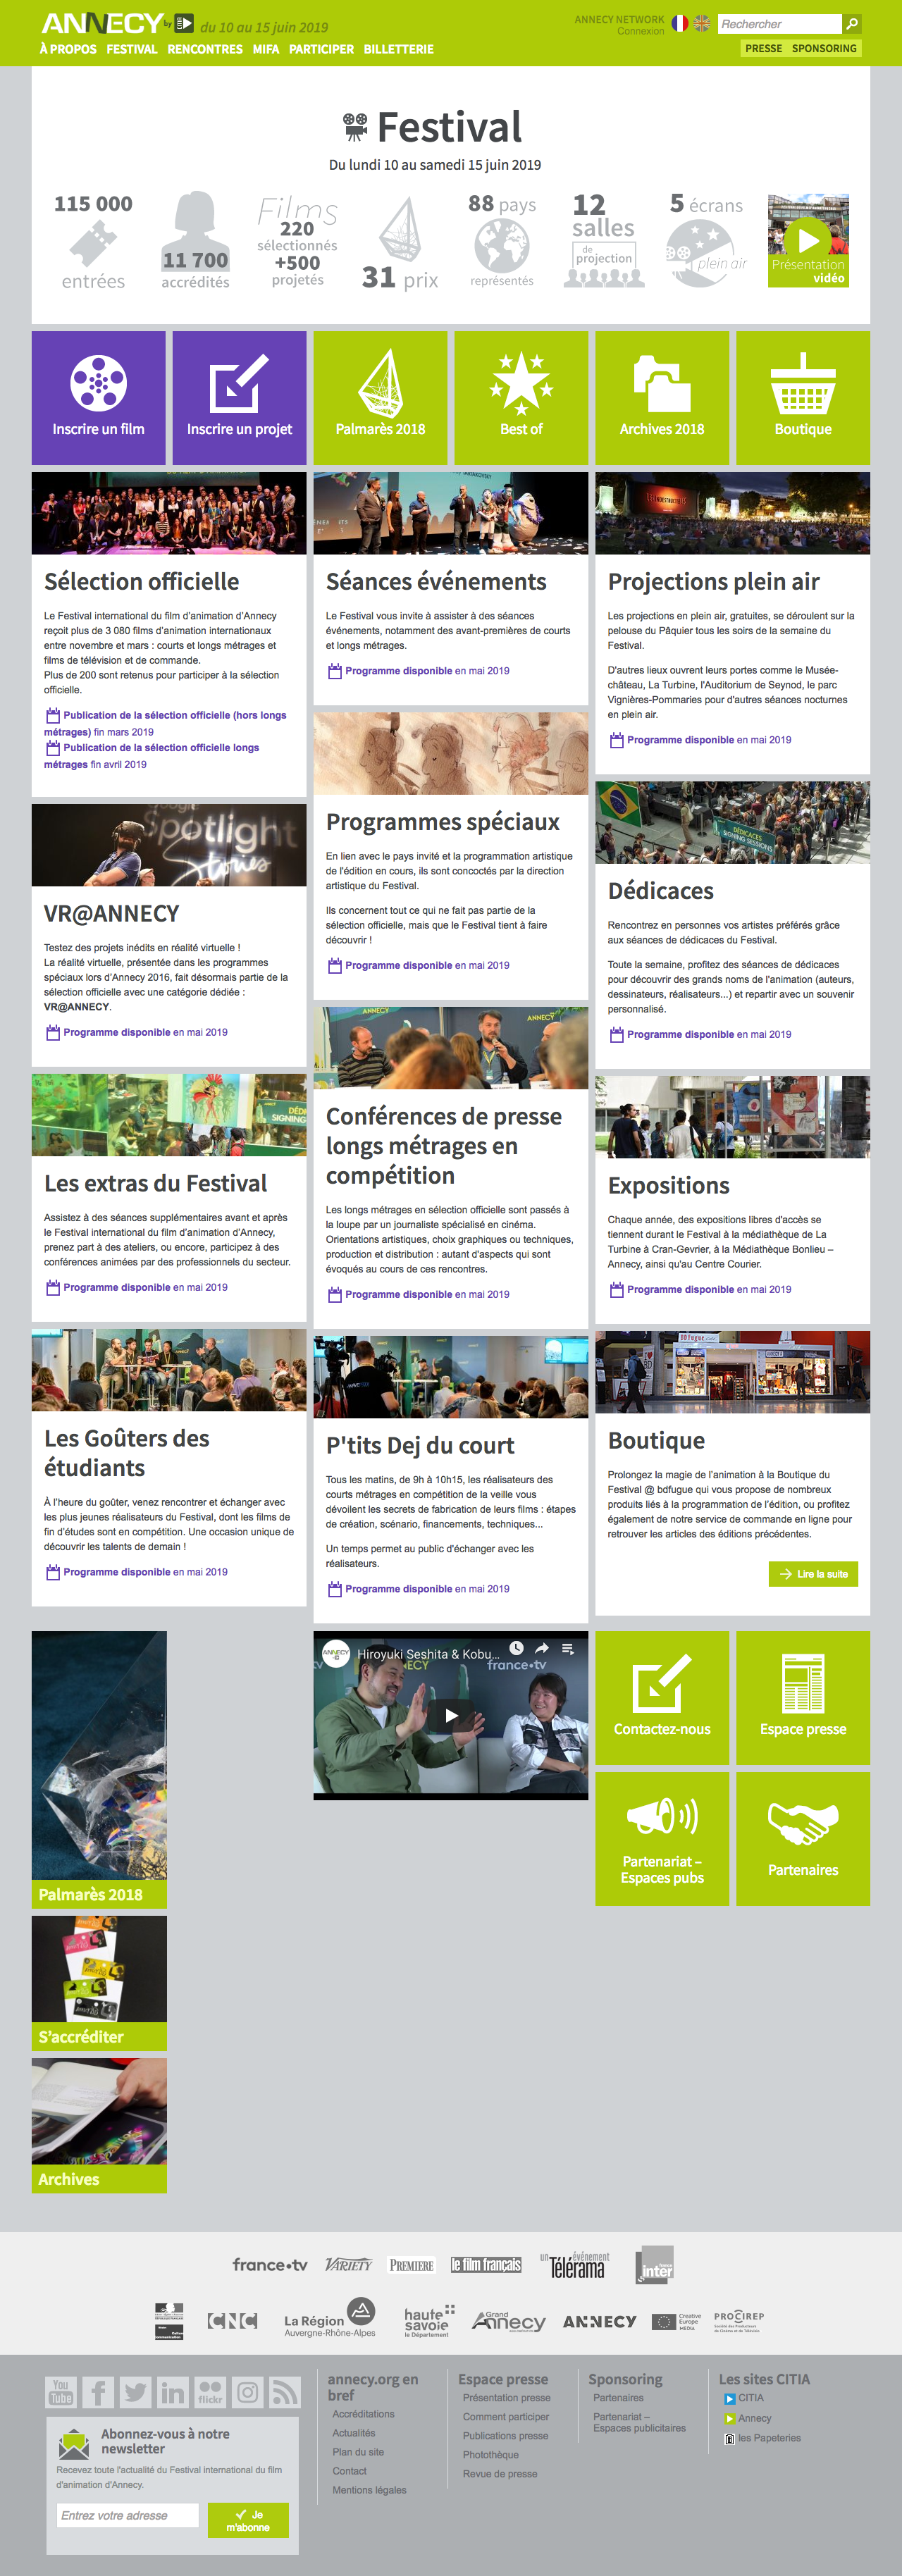 ANNECY by CITIA du 10 au 15 juin 2019
ANNECY NETWORK
Connexion
Rechercher
À PROPOS FESTIVAL RENCONTRES MIFA PARTICIPER BILLETTERIE
PRESSE SPONSORING
Festival
Du lundi 10 au samedi 15 juin 2019
115 000
entrées
11 700
accrédités
Films
220
sélectionnés
+500
projetés
31 prix
88 pays
représentés
12
salles
de
projection
5 écrans
plein air
Présentation
vidéo
Inscrire un film
Inscrire un projet
Palmarès 2018
Best of
Archives 2018
Boutique
Sélection officielle
Le Festival international du film d'animation d'Annecy
reçoit plus de 3 080 films d'animation internationaux
entre novembre et mars : courts et longs métrages et
films de télévision et de commande.
Plus de 200 sont retenus pour participer à la sélection
officielle.
Publication de la sélection officielle (hors longs
métrages) fin mars 2019
Publication de la sélection officielle longs
métrages fin avril 2019
Spotlight
Stories
VR@ANNECY
Testez des projets inédits en réalité virtuelle !
La réalité virtuelle, présentée dans les programmes
spéciaux lors d'Annecy 2016, fait désormais partie de la
sélection officielle avec une catégorie dédiée :
VR@ANNECY.
Programme disponible en mai 2019
Les extras du Festival
Assistez à des séances supplémentaires avant et après
le Festival international du film d'animation d'Annecy,
prenez part à des ateliers, ou encore, participez à des
conférences animées par des professionnels du secteur.
Programme disponible en mai 2019
Les Goûters des
étudiants
À l'heure du goûter, venez rencontrer et échanger avec
les plus jeunes réalisateurs du Festival, dont les films de
fin d'études sont en compétition. Une occasion unique de
découvrir les talents de demain !
Programme disponible en mai 2019
Séances événements
Le Festival vous invite à assister à des séances
événements, notamment des avant-premières de courts
et longs métrages.
Programme disponible en mai 2019
Programmes spéciaux
En lien avec le pays invité et la programmation artistique
de l'édition en cours, ils sont concoctés par la direction
artistique du Festival.
Ils concernent tout ce qui ne fait pas partie de la
sélection officielle, mais que le Festival tient à faire
découvrir !
Programme disponible en mai 2019
ANNECY
ANNECY
Conférences de presse
longs métrages en
compétition
Les longs métrages en sélection officielle sont passés à
la loupe par un journaliste spécialisé en cinéma.
Orientations artistiques, choix graphiques ou techniques,
production et distribution : autant d'aspects qui sont
évoqués au cours de ces rencontres.
Programme disponible en mai 2019
P'tits Dej du court
Tous les matins, de 9h à 10h15, les réalisateurs des
courts métrages en compétition de la veille vous
dévoilent les secrets de fabrication de leurs films : étapes
de création, scénario, financements, techniques...
Un temps permet au public d'échanger avec les
réalisateurs.
Programme disponible en mai 2019
Projections plein air
Les projections en plein air, gratuites, se déroulent sur la
pelouse du Pâquier tous les soirs de la semaine du
Festival.
D'autres lieux ouvrent leurs portes comme le Musée-
château, La Turbine, l'Auditorium de Seynod, le parc
Vignières-Pommaries pour d'autres séances nocturnes
en plein air.
Programme disponible en mai 2019
DÉDICACES
SIGNING SESSIONS
Dédicaces
Rencontrez en personnes vos artistes préférés grâce
aux séances de dédicaces du Festival.
Toute la semaine, profitez des séances de dédicaces
pour découvrir des grands noms de l'animation (auteurs,
dessinateurs, réalisateurs...) et repartir avec un souvenir
personnalisé.
Programme disponible en mai 2019
Expositions
Chaque année, des expositions libres d'accès se
tiennent durant le Festival à la médiathèque de La
Turbine à Cran-Gevrier, à la Médiathèque Bonlieu –
Annecy, ainsi qu'au Centre Courier.
Programme disponible en mai 2019
Boutique
Prolongez la magie de l'animation à la Boutique du
Festival @ bdfugue qui vous propose de nombreux
produits liés à la programmation de l'édition, ou profitez
également de notre service de commande en ligne pour
retrouver les articles des éditions précédentes.
Lire la suite
Palmarès 2018
S'accréditer
Archives
Hiroyuki Seshita & Kobu...
france•tv
Contactez-nous
Espace presse
Partenariat –
Espaces pubs
Partenaires
france•tv VARIETY PREMIERE le film français un événement Télérama france inter
CNC La Région Auvergne-Rhône-Alpes haute savoie le Département Grand Annecy ANNECY Creative Europe MEDIA PROCIREP
You Tube flickr
Abonnez-vous à notre
newsletter
Recevez toute l'actualité du Festival international du film
d'animation d'Annecy.
Entrez votre adresse
Je
m'abonne
annecy.org en
bref
Accréditations
Actualités
Plan du site
Contact
Mentions légales
Espace presse
Présentation presse
Comment participer
Publications presse
Photothèque
Revue de presse
Sponsoring
Partenaires
Partenariat –
Espaces publicitaires
Les sites CITIA
CITIA
Annecy
les Papeteries